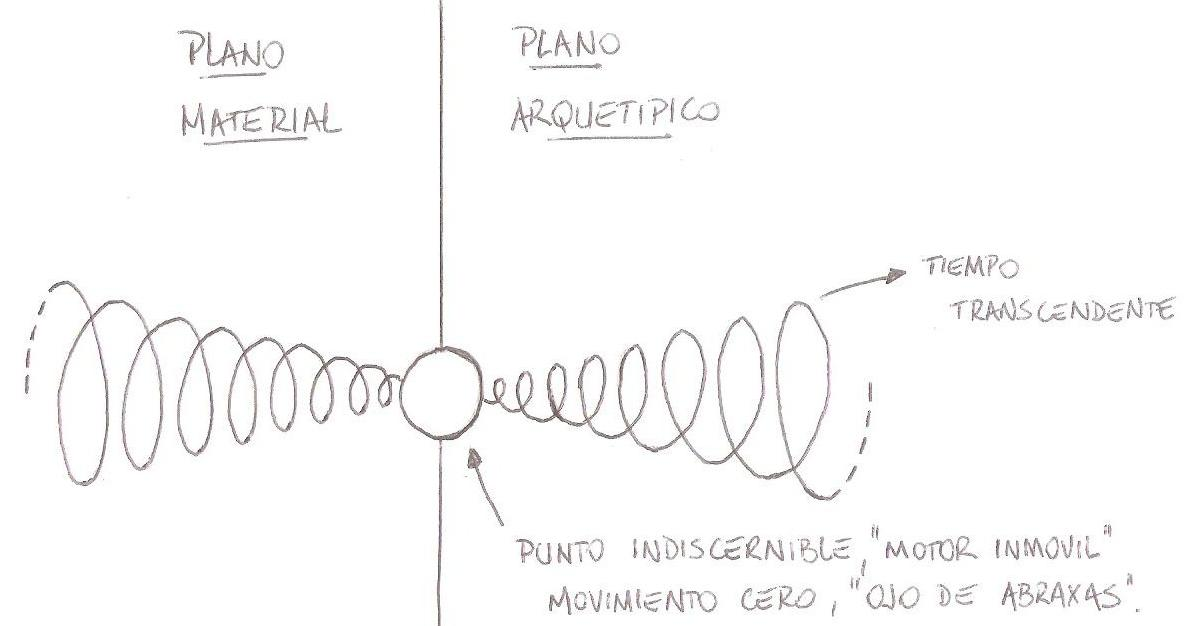 PLANO
MATERIAL
PLANO
ARQUETIPICO
TIEMPO
TRANSCENDENTE
PUNTO INDISCERNIBLE, "MOTOR INMOVIL"
MOVIMIENTO CERO, "OJO DE ABRAXAS".